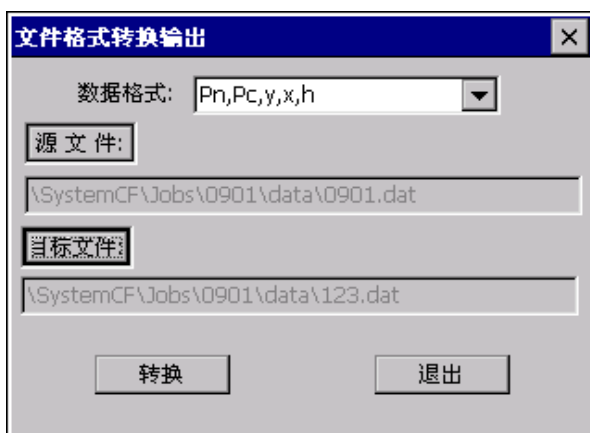 文件格式转换输出
数据格式: Pn,Pc,y,x,h
源 文 件:
\SystemCF\Jobs\0901\data\0901.dat
目标文件:
\SystemCF\Jobs\0901\data\123.dat
转换 退出